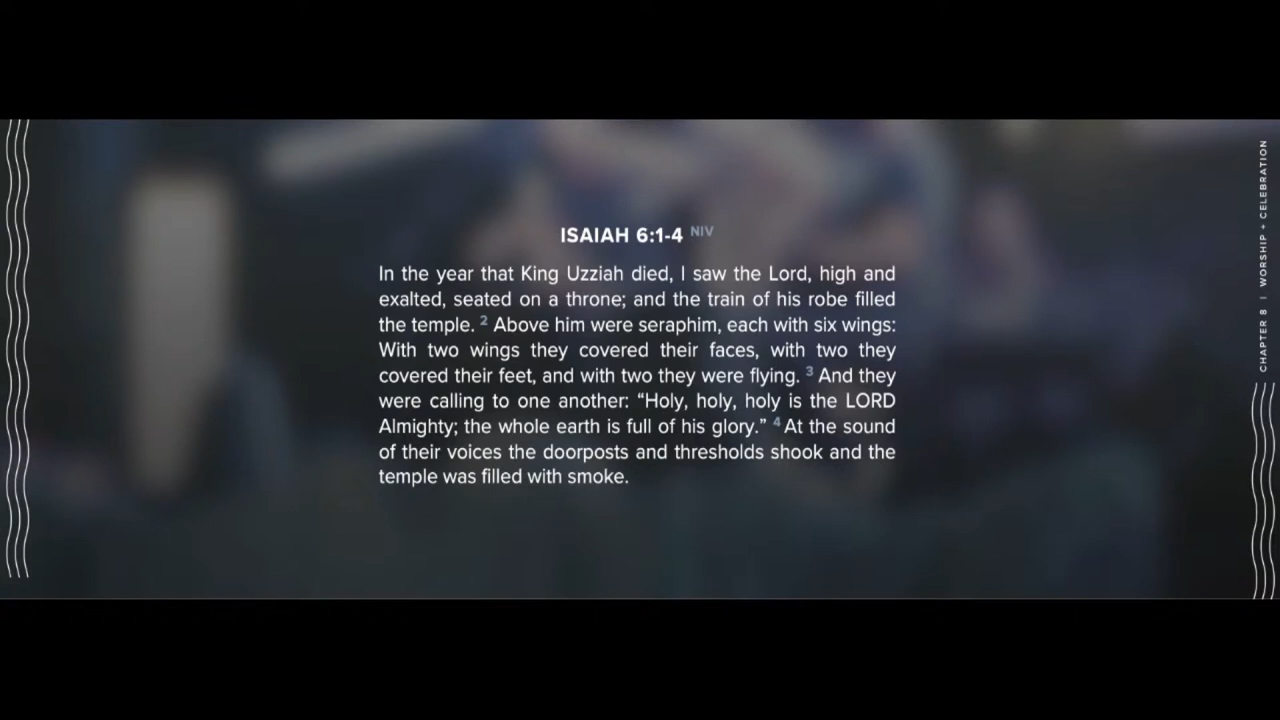 ISAIAH 6:1-4 NIV
In the year that King Uzziah died, I saw the Lord, high and
exalted, seated on a throne; and the train of his robe filled
the temple. 2 Above him were seraphim, each with six wings:
With two wings they covered their faces, with two they
covered their feet, and with two they were flying. 3 And they
were calling to one another: “Holy, holy, holy is the LORD
Almighty; the whole earth is full of his glory.” 4 At the sound
of their voices the doorposts and thresholds shook and the
temple was filled with smoke.
CHAPTER 8 | WORSHIP + CELEBRATION